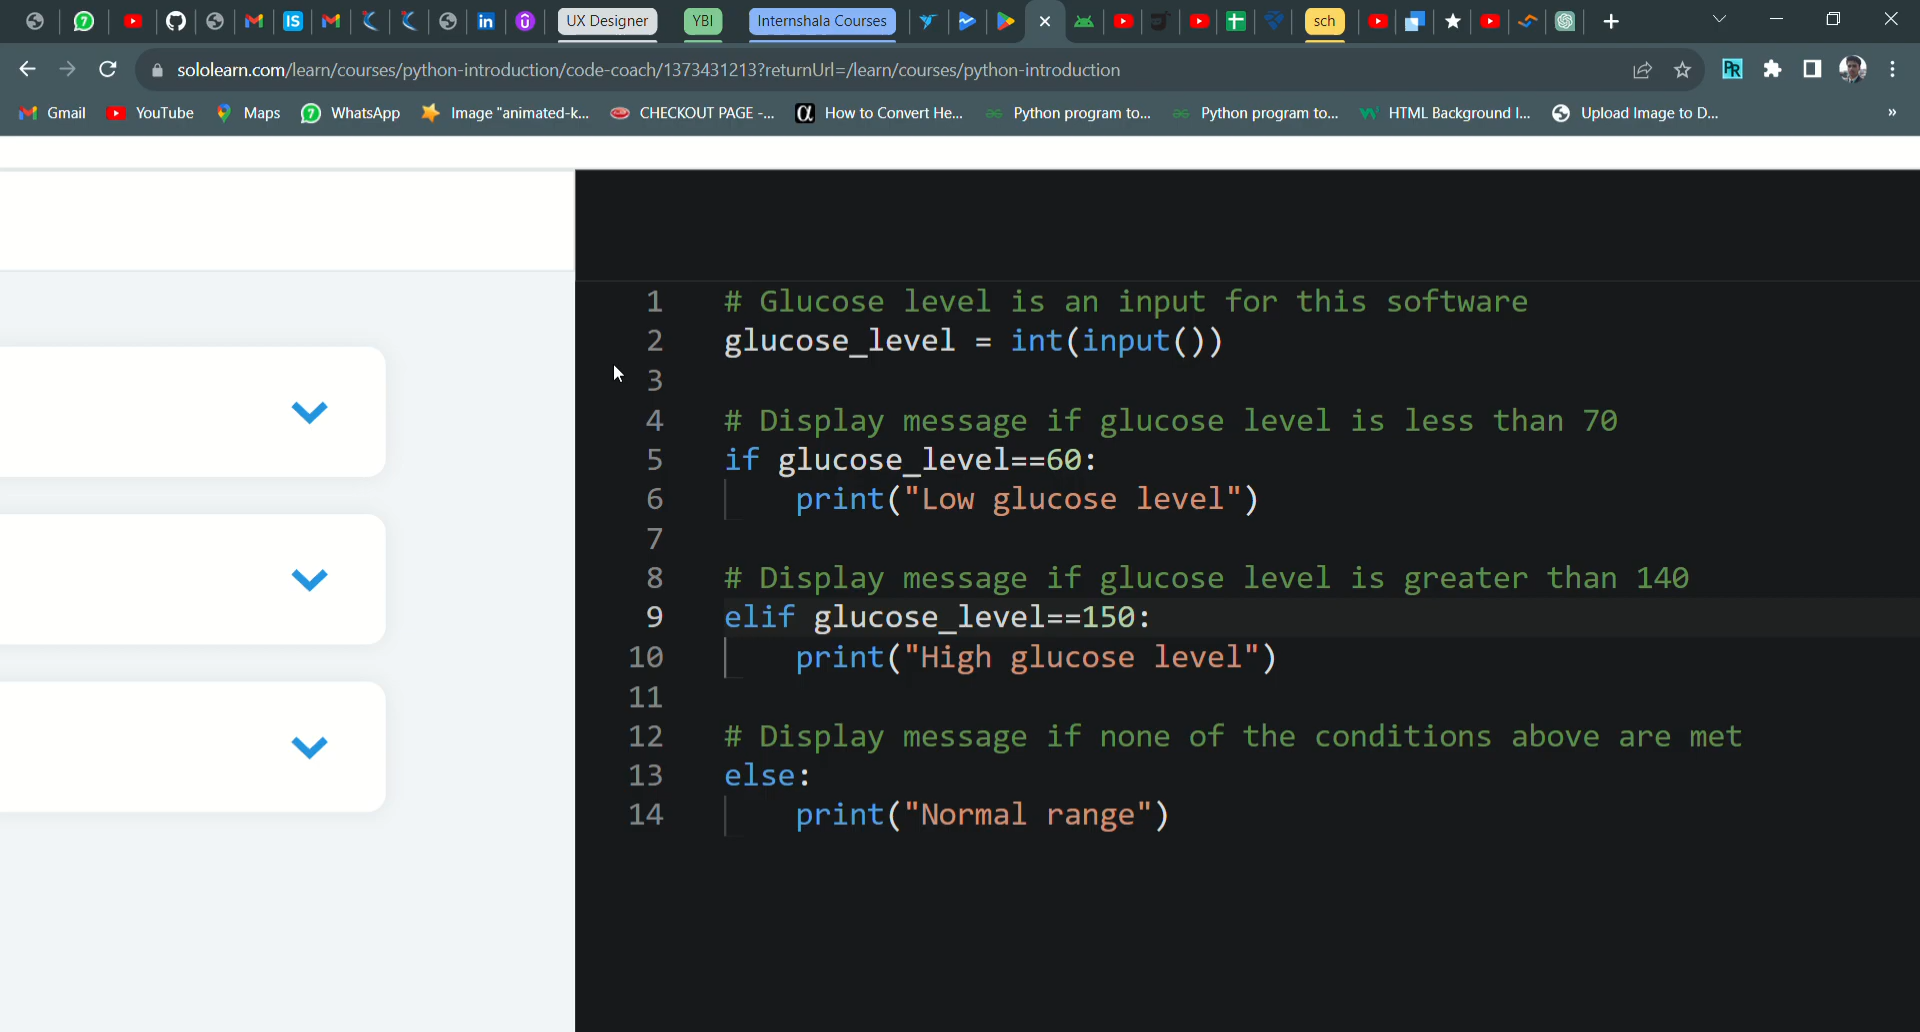 UX Designer
YBI
Internshala Courses
sch
sololearn.com/learn/courses/python-introduction/code-coach/1373431213?returnUrl=/learn/courses/python-introduction
Gmail
YouTube
Maps
WhatsApp
Image "animated-k...
CHECKOUT PAGE -...
How to Convert He...
Python program to...
Python program to...
HTML Background I...
Upload Image to D...
»
1 # Glucose level is an input for this software
2 glucose_level = int(input())
3
4 # Display message if glucose level is less than 70
5 if glucose_level==60:
6 print("Low glucose level")
7
8 # Display message if glucose level is greater than 140
9 elif glucose_level==150:
10 print("High glucose level")
11
12 # Display message if none of the conditions above are met
13 else:
14 print("Normal range")